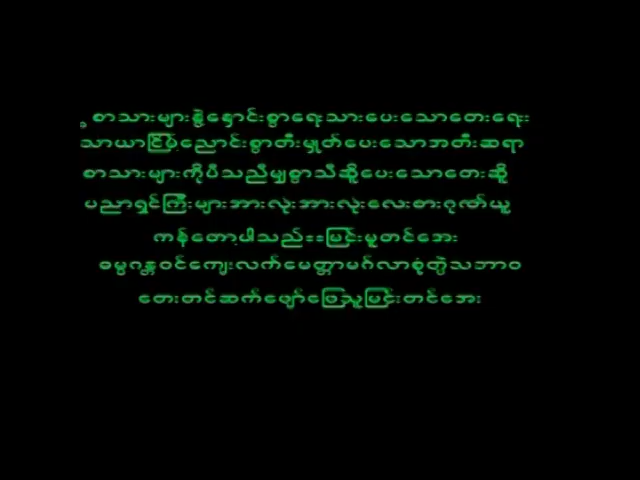 စာသားများနွဲ့နှောင်းစွာရေးသားပေးသောတေးရေး
သာယာငြိမ့်ညောင်းစွာတီးမှုတ်ပေးသောအတီးဆရာ
စာသားများကိုပီသညီမျှစွာသီဆိုပေးသောတေးဆို
ပညာရှင်ကြီးများအားလုံးအားလုံးလေးစားဂုဏ်ယူ
ကန်တော့ပါသည်==မြင်းမူတင်အေး
ဓမ္မဂန္တဝင်ကျေးလက်မေတ္တာမဂ်လာစုံတွဲသဘာဝ
တေးတင်ဆက်ဖျော်ဖြေသူမြင်းတင်အေး